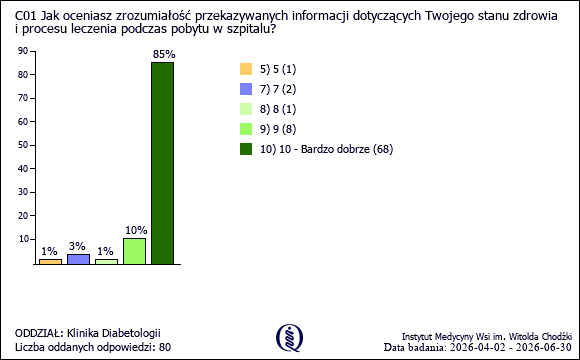 C01 Jak oceniasz zrozumiałość przekazywanych informacji dotyczących Twojego stanu zdrowia
i procesu leczenia podczas pobytu w szpitalu?
90
80
70
60
50
40
30
20
10
1%
3%
1%
10%
85%
5) 5 (1)
7) 7 (2)
8) 8 (1)
9) 9 (8)
10) 10 - Bardzo dobrze (68)
ODDZIAŁ: Klinika Diabetologii
Liczba oddanych odpowiedzi: 80
Instytut Medycyny Wsi im. Witolda Chodźki
Data badania: 2026-04-02 - 2026-06-30